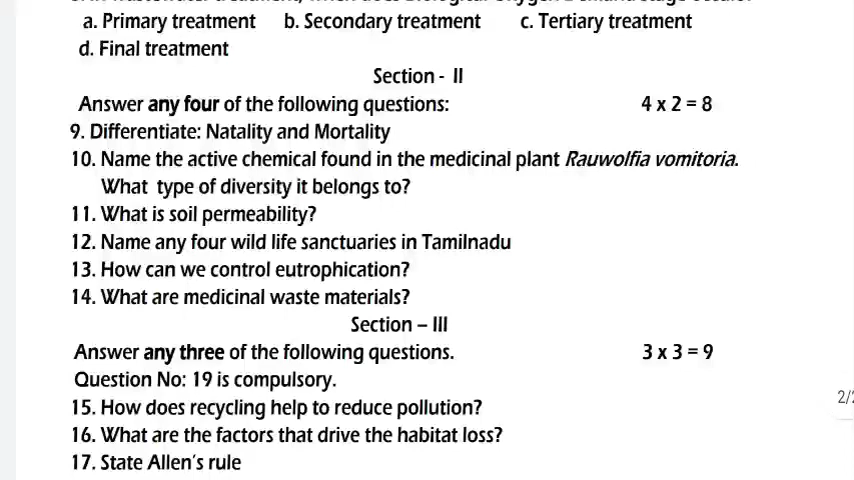 a. Primary treatment b. Secondary treatment c. Tertiary treatment
d. Final treatment
Section - II
Answer any four of the following questions: 4 x 2 = 8
9. Differentiate: Natality and Mortality
10. Name the active chemical found in the medicinal plant Rauwolfia vomitoria.
What type of diversity it belongs to?
11. What is soil permeability?
12. Name any four wild life sanctuaries in Tamilnadu
13. How can we control eutrophication?
14. What are medicinal waste materials?
Section – III
Answer any three of the following questions. 3 x 3 = 9
Question No: 19 is compulsory.
15. How does recycling help to reduce pollution?
2/
16. What are the factors that drive the habitat loss?
17. State Allen's rule